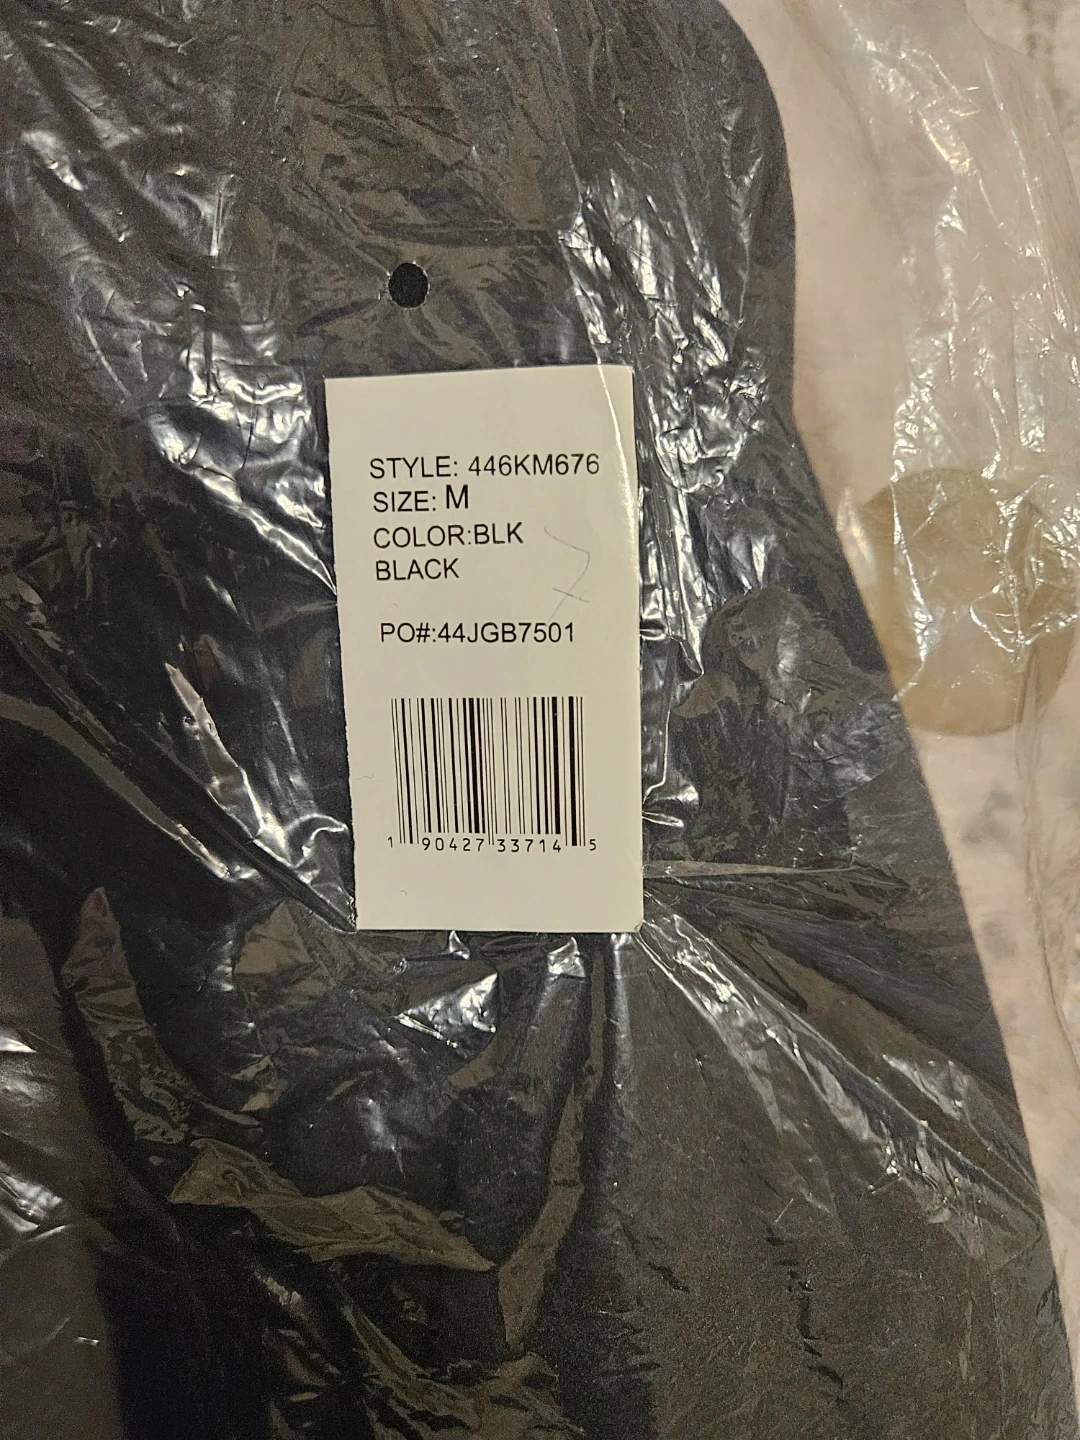 STYLE: 446KM676
SIZE: M
COLOR:BLK
BLACK
PO#:44JGB7501
1 90427 33714 5